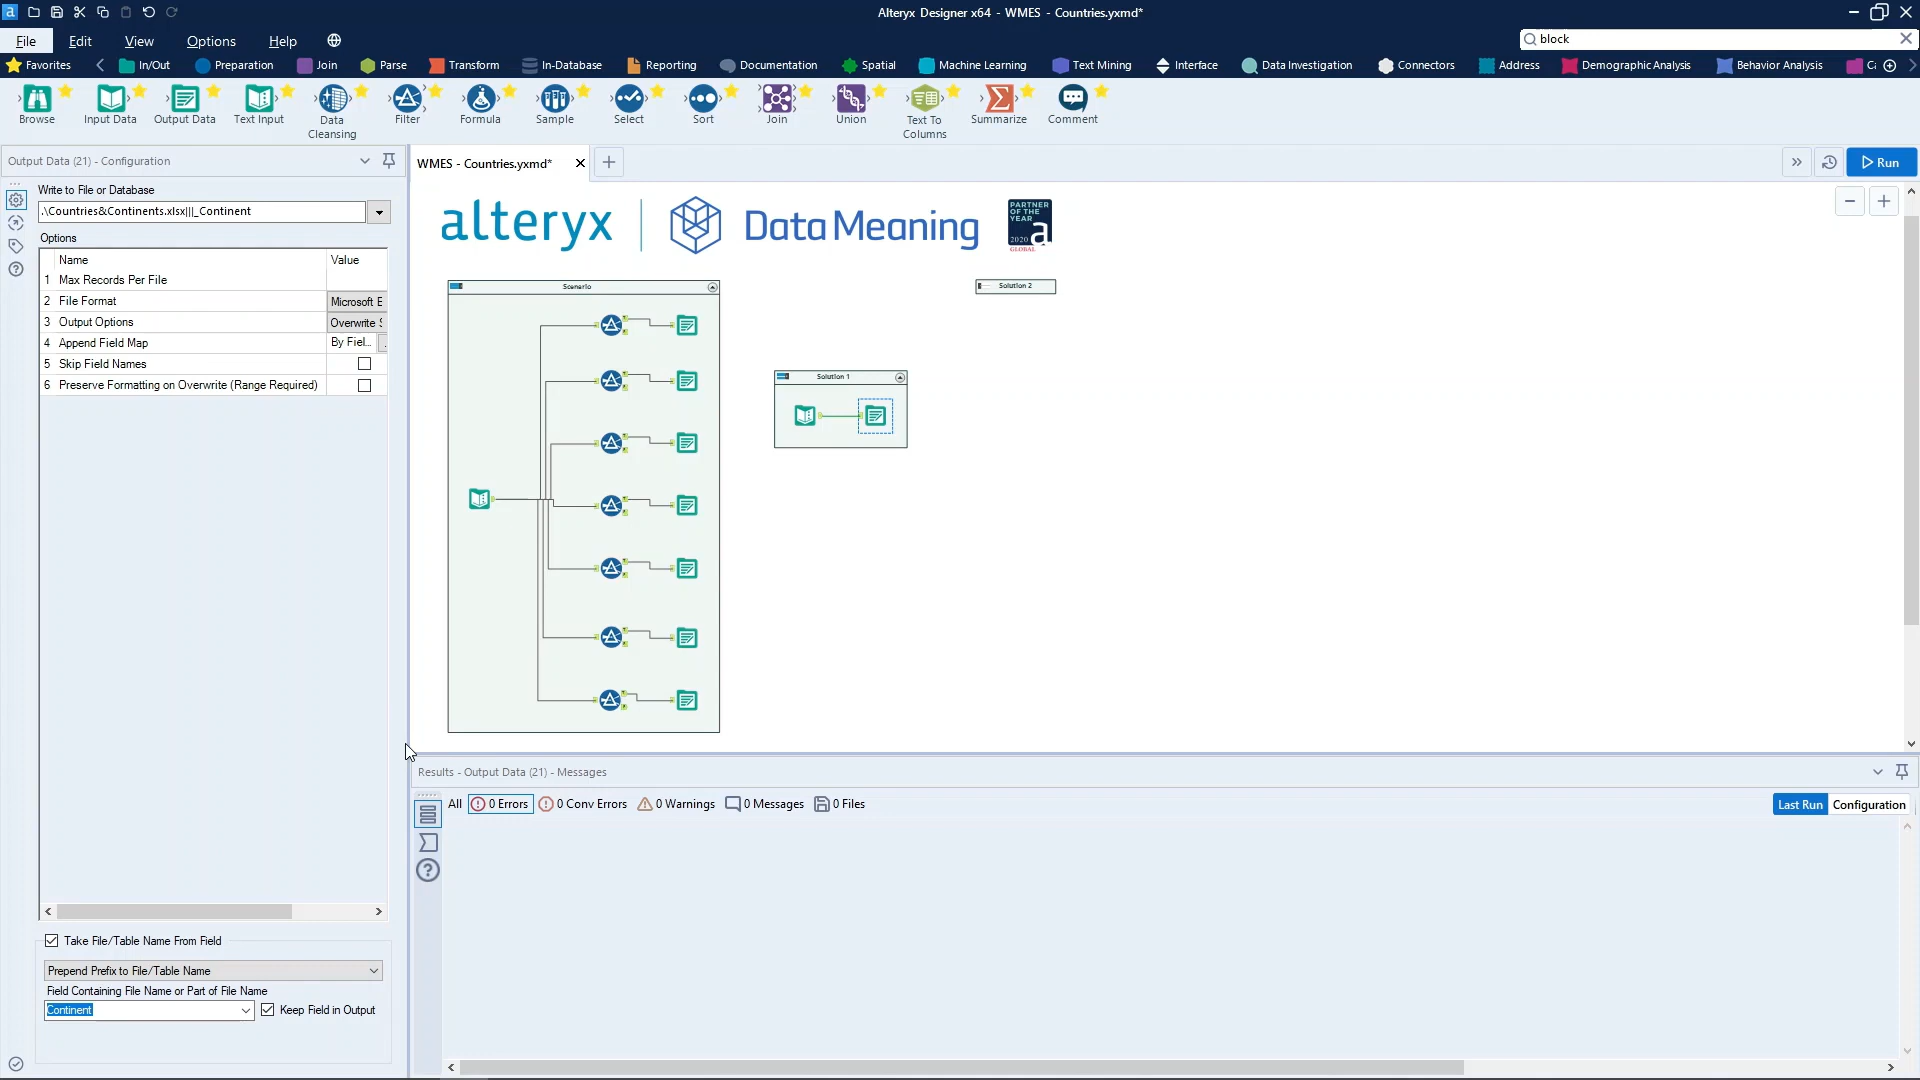 Alteryx Designer x64 - WMES - Countries.yxmd*
File Edit View Options Help
block
Favorites In/Out Preparation Join Parse Transform In-Database Reporting Documentation Spatial Machine Learning Text Mining Interface Data Investigation Connectors Address Demographic Analysis Behavior Analysis
Browse Input Data Output Data Text Input Data Cleansing Filter Formula Sample Select Sort Join Union Text To Columns Summarize Comment
Output Data (21) - Configuration
WMES - Countries.yxmd*
Run
Write to File or Database
.\Countries&Continents.xlsx|||_Continent
Options
Name Value
1 Max Records Per File
2 File Format Microsoft E
3 Output Options Overwrite S
4 Append Field Map By Fiel...
5 Skip Field Names
6 Preserve Formatting on Overwrite (Range Required)
alteryx
Data Meaning
PARTNER
OF THE
YEAR
2020 a
GLOBAL
Scenario
Solution 2
Solution 1
Results - Output Data (21) - Messages
All 0 Errors 0 Conv Errors 0 Warnings 0 Messages 0 Files
Last Run Configuration
Take File/Table Name From Field
Prepend Prefix to File/Table Name
Field Containing File Name or Part of File Name
Continent Keep Field in Output